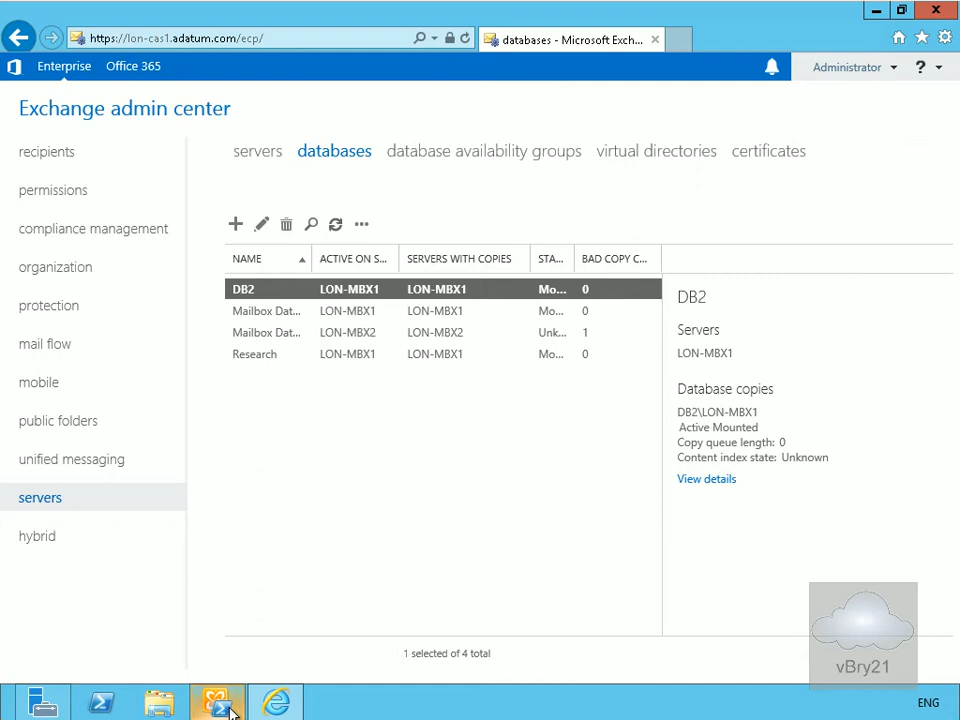 https://lon-cas1.adatum.com/ecp/
databases - Microsoft Exch...
Enterprise Office 365
Administrator ?
Exchange admin center
recipients
permissions
compliance management
organization
protection
mail flow
mobile
public folders
unified messaging
servers
hybrid
servers databases database availability groups virtual directories certificates
NAME ACTIVE ON S... SERVERS WITH COPIES STA... BAD COPY C...
DB2 LON-MBX1 LON-MBX1 Mo... 0
Mailbox Dat... LON-MBX1 LON-MBX1 Mo... 0
Mailbox Dat... LON-MBX2 LON-MBX2 Unk... 1
Research LON-MBX1 LON-MBX1 Mo... 0
DB2
Servers
LON-MBX1
Database copies
DB2\LON-MBX1
Active Mounted
Copy queue length: 0
Content index state: Unknown
View details
1 selected of 4 total
vBry21
ENG